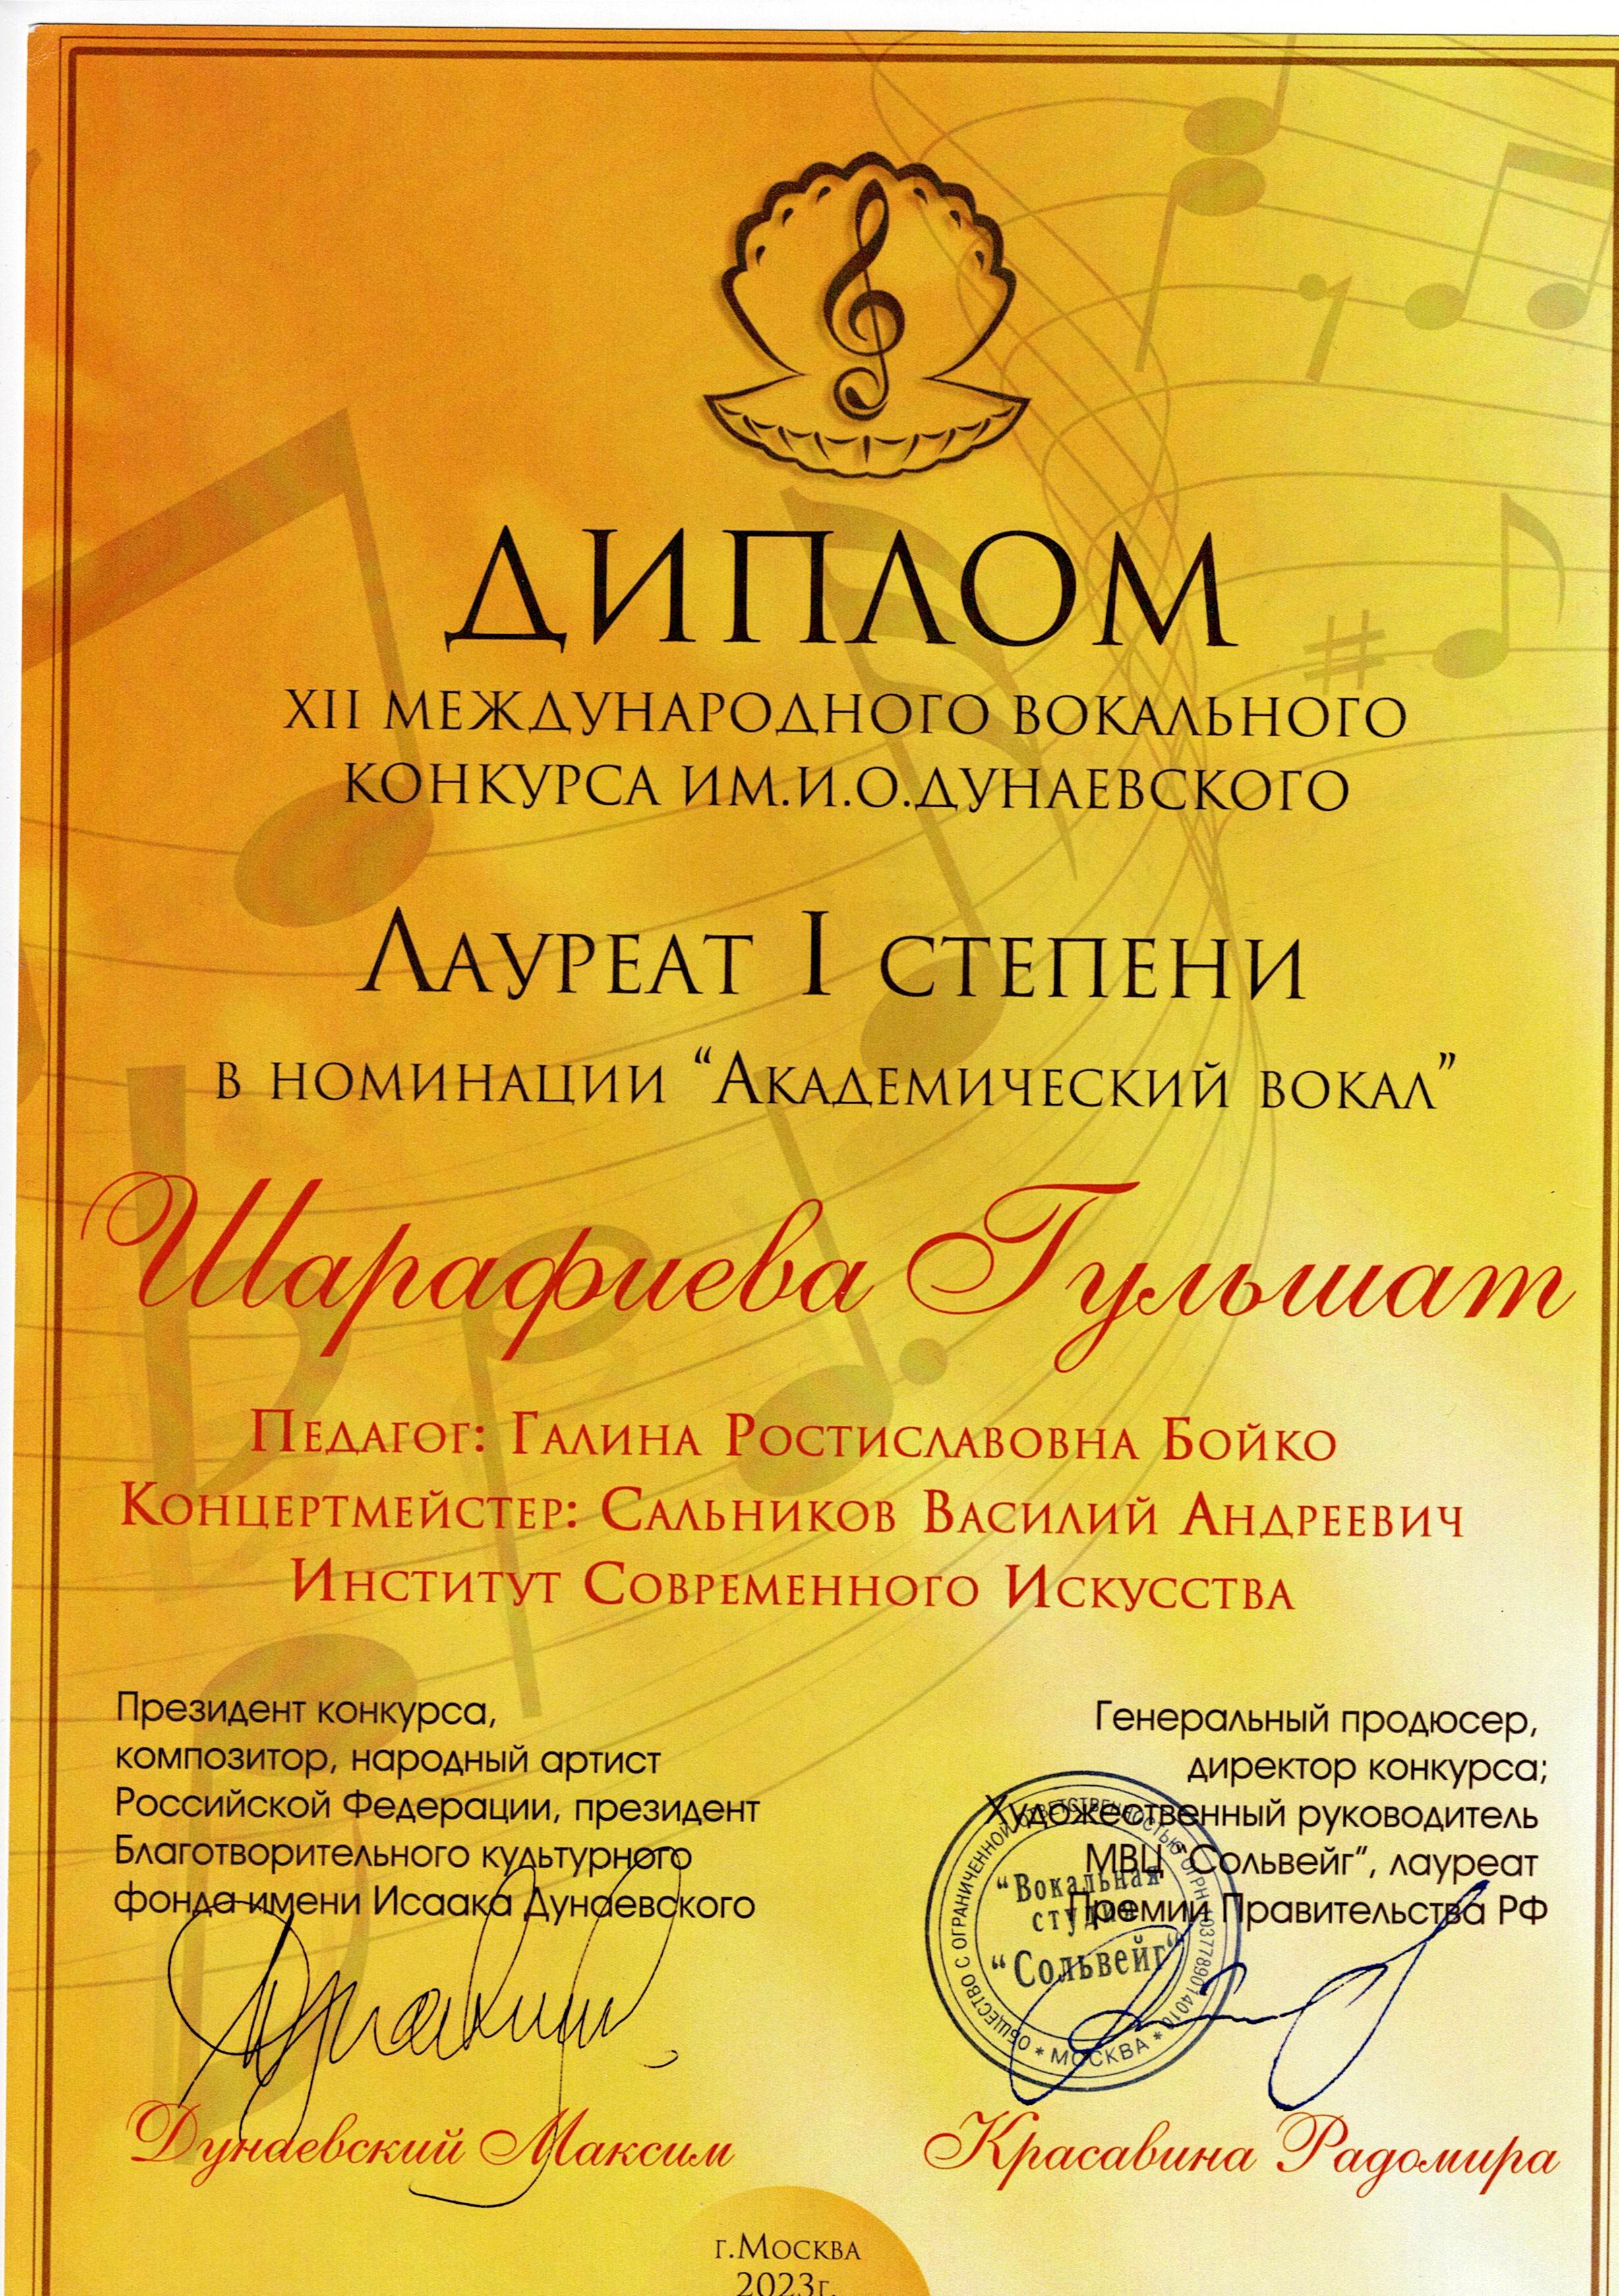 ДИПЛОМ
XII МЕЖДУНАРОДНОГО ВОКАЛЬНОГО
КОНКУРСА ИМ.И.О.ДУНАЕВСКОГО
ЛАУРЕАТ I СТЕПЕНИ
В НОМИНАЦИИ “АКАДЕМИЧЕСКИЙ ВОКАЛ”
Шарафиева Гульшат
ПЕДАГОГ: ГАЛИНА РОСТИСЛАВОВНА БОЙКО
КОНЦЕРТМЕЙСТЕР: САЛЬНИКОВ ВАСИЛИЙ АНДРЕЕВИЧ
ИНСТИТУТ СОВРЕМЕННОГО ИСКУССТВА
Президент конкурса,
композитор, народный артист
Российской Федерации, президент
Благотворительного культурного
фонда имени Исаака Дунаевского
Дунаевский Максим
Генеральный продюсер,
директор конкурса;
Художественный руководитель
МВЦ “Сольвейг”, лауреат
Премии Правительства РФ
ОБЩЕСТВО С ОГРАНИЧЕННОЙ ОТВЕТСТВЕННОСТЬЮ
* МОСКВА *
“Вокальная
студия
“Сольвейг”
Красавина Радомира
г.МОСКВА
2023г.